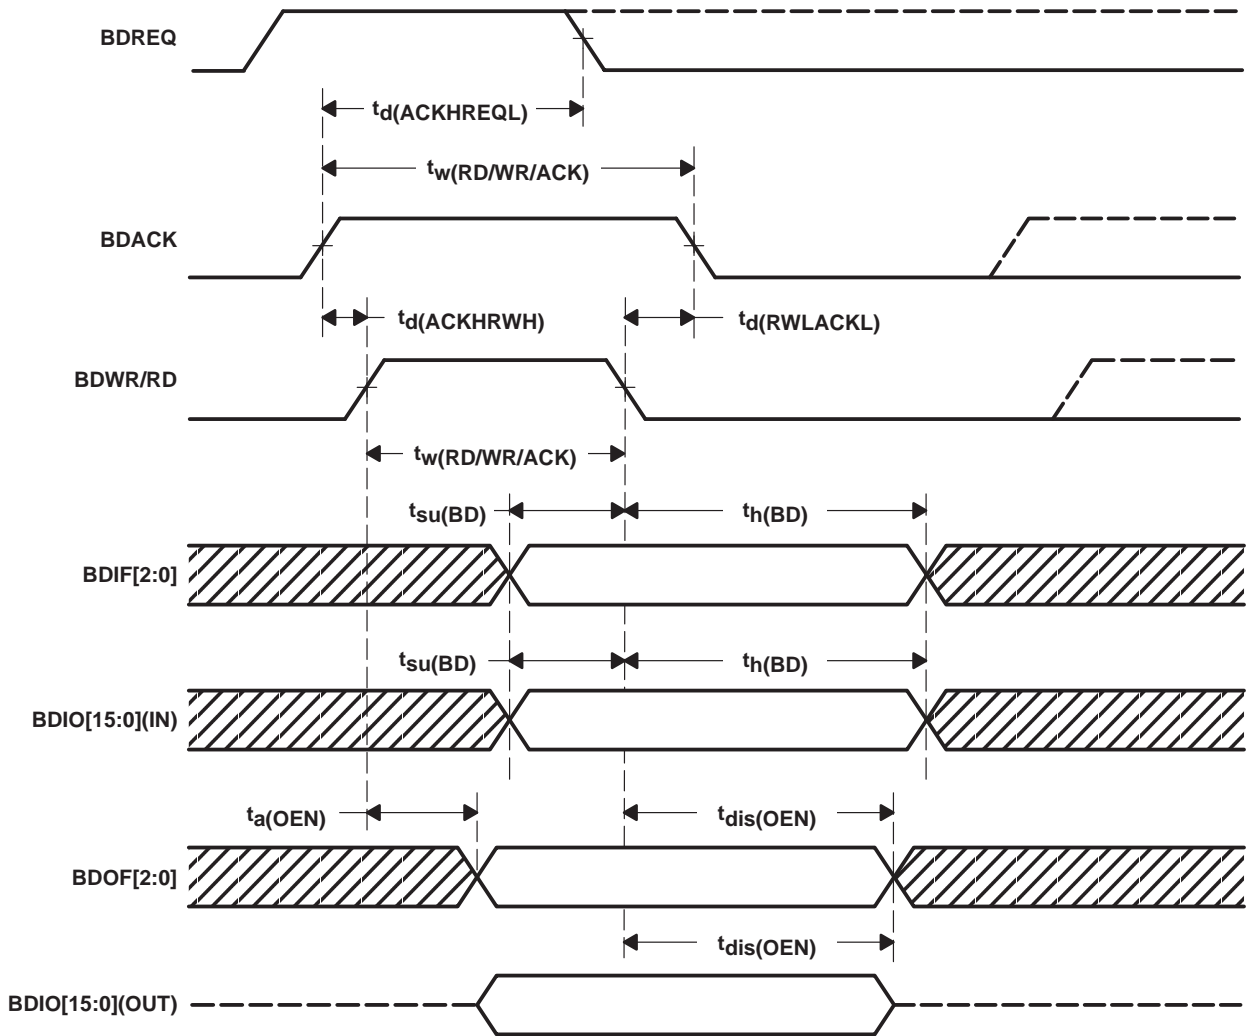 BDREQ
td(ACKHREQL)
tw(RD/WR/ACK)
BDACK
td(ACKHRWH)
td(RWLACKL)
BDWR/RD
tw(RD/WR/ACK)
tsu(BD)
th(BD)
BDIF[2:0]
tsu(BD)
th(BD)
BDIO[15:0](IN)
ta(OEN)
tdis(OEN)
BDOF[2:0]
tdis(OEN)
BDIO[15:0](OUT)